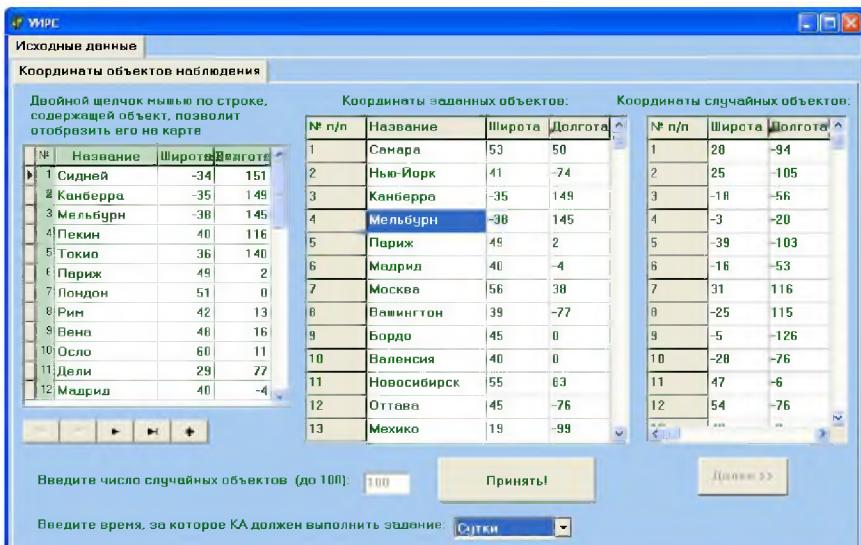 УИРС
Исходные данные
Координаты объектов наблюдения
Двойной щелчок мышью по строке,
содержащей объект, позволит
отобразить его на карте
№ Название Широта Долгота
1 Сидней -34 151
2 Канберра -35 149
3 Мельбурн -38 145
4 Пекин 40 116
5 Токио 36 140
6 Париж 49 2
7 Лондон 51 0
8 Рим 42 13
9 Вена 48 16
10 Осло 60 11
11 Дели 29 77
12 Мадрид 40 -4
Координаты заданных объектов:
№ п/п Название Широта Долгота
1 Самара 53 50
2 Нью-Йорк 41 -74
3 Канберра -35 149
4 Мельбурн -38 145
5 Париж 49 2
6 Мадрид 40 -4
7 Москва 56 38
8 Вашингтон 39 -77
9 Бордо 45 0
10 Валенсия 40 0
11 Новосибирск 55 83
12 Оттава 45 -76
13 Мехико 19 -99
Координаты случайных объектов:
№ п/п Широта Долгота
1 28 -94
2 25 -105
3 -18 -56
4 -3 -20
5 -39 -103
6 -16 -53
7 31 116
8 -25 115
9 -5 -126
10 -28 -76
11 47 -6
12 54 -76
Введите число случайных объектов (до 100): 100
Принять!
Далее >>
Введите время, за которое КА должен выполнить задание: Сутки